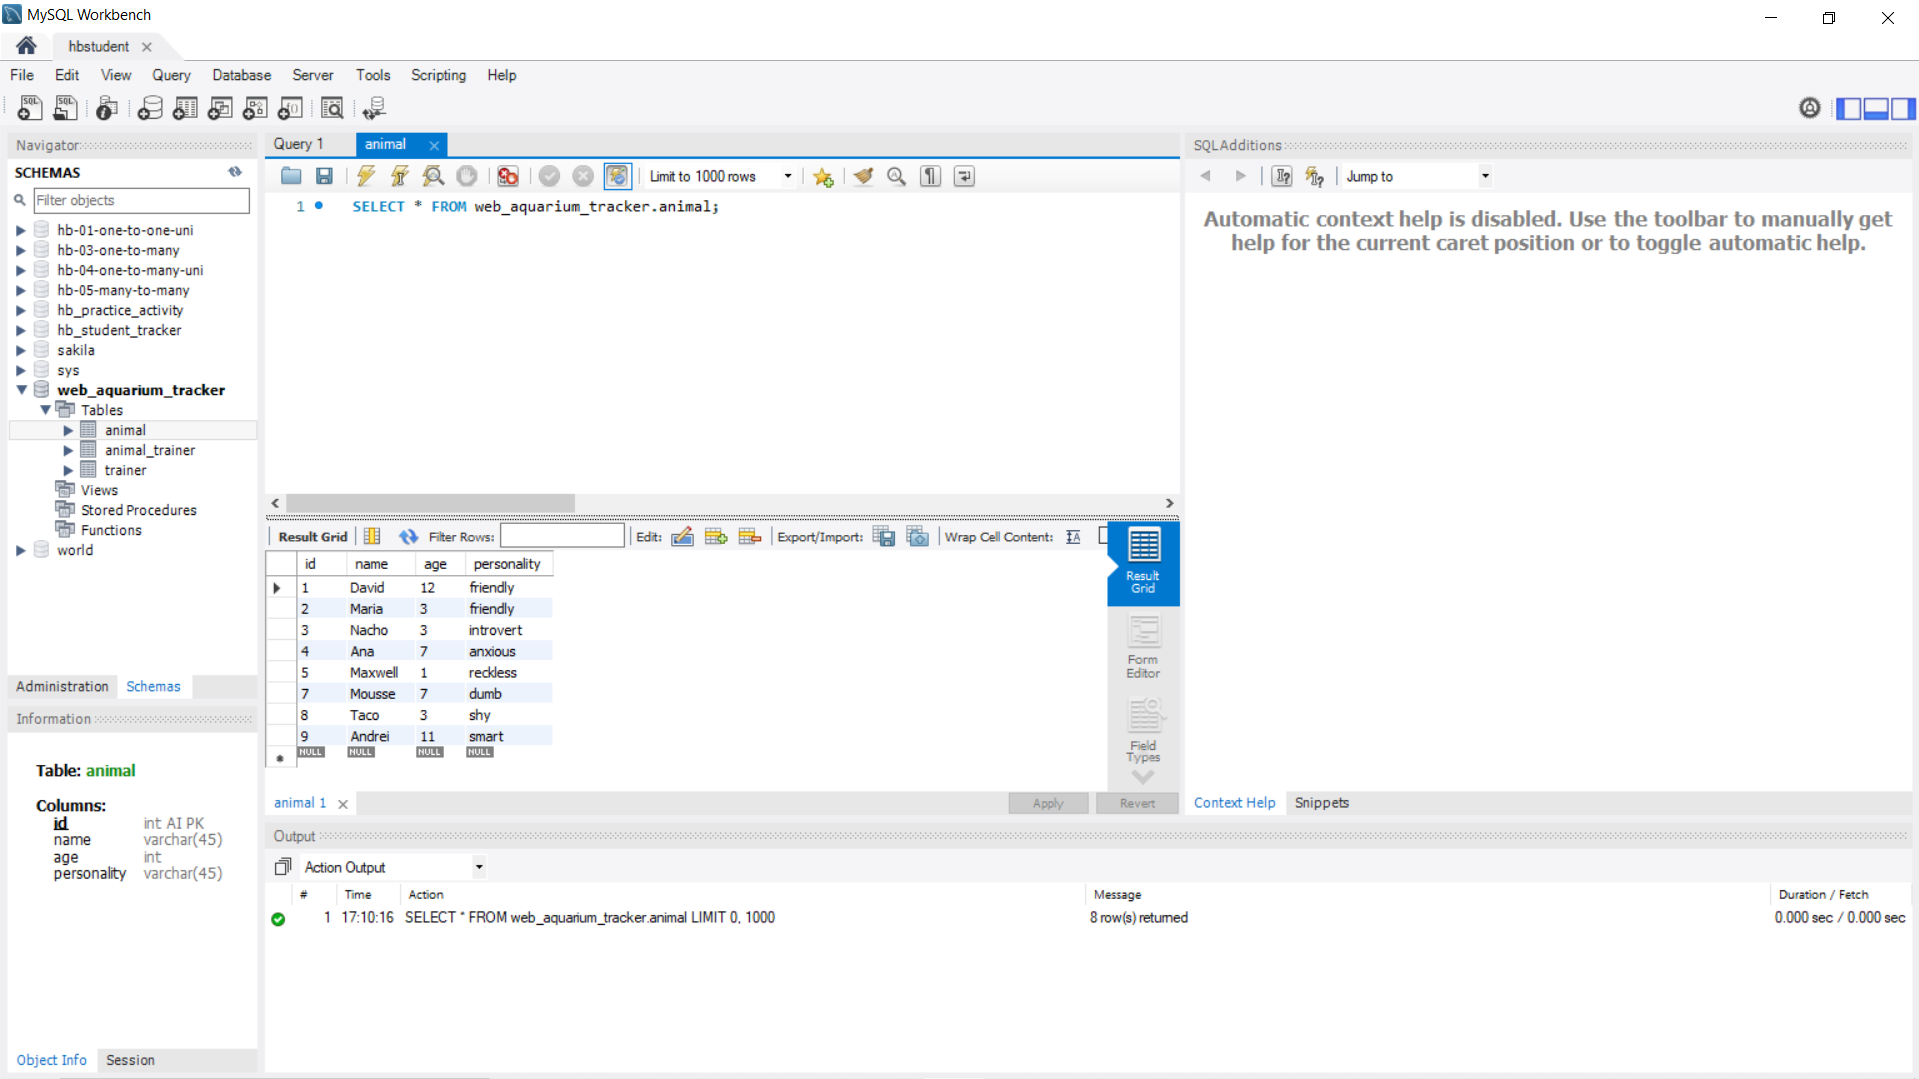 MySQL Workbench
hbstudent
File Edit View Query Database Server Tools Scripting Help
Navigator
SCHEMAS
Filter objects
hb-01-one-to-one-uni
hb-03-one-to-many
hb-04-one-to-many-uni
hb-05-many-to-many
hb_practice_activity
hb_student_tracker
sakila
sys
web_aquarium_tracker
Tables
animal
animal_trainer
trainer
Views
Stored Procedures
Functions
world
Administration Schemas
Information
Table: animal
Columns:
id int AI PK
name varchar(45)
age int
personality varchar(45)
Object Info Session
Query 1 animal
Limit to 1000 rows
1 SELECT * FROM web_aquarium_tracker.animal;
Result Grid Filter Rows: Edit: Export/Import: Wrap Cell Content:
id name age personality
1 David 12 friendly
2 Maria 3 friendly
3 Nacho 3 introvert
4 Ana 7 anxious
5 Maxwell 1 reckless
7 Mousse 7 dumb
8 Taco 3 shy
9 Andrei 11 smart
NULL NULL NULL NULL
Result
Grid
Form
Editor
Field
Types
animal 1 Apply Revert
SQLAdditions
Jump to
Automatic context help is disabled. Use the toolbar to manually get
help for the current caret position or to toggle automatic help.
Context Help Snippets
Output
Action Output
# Time Action Message Duration / Fetch
1 17:10:16 SELECT * FROM web_aquarium_tracker.animal LIMIT 0, 1000 8 row(s) returned 0.000 sec / 0.000 sec